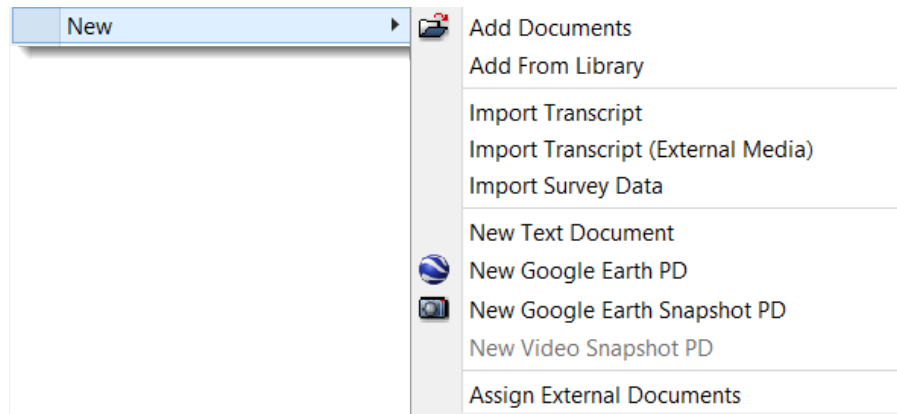 New
Add Documents
Add From Library
Import Transcript
Import Transcript (External Media)
Import Survey Data
New Text Document
New Google Earth PD
New Google Earth Snapshot PD
New Video Snapshot PD
Assign External Documents